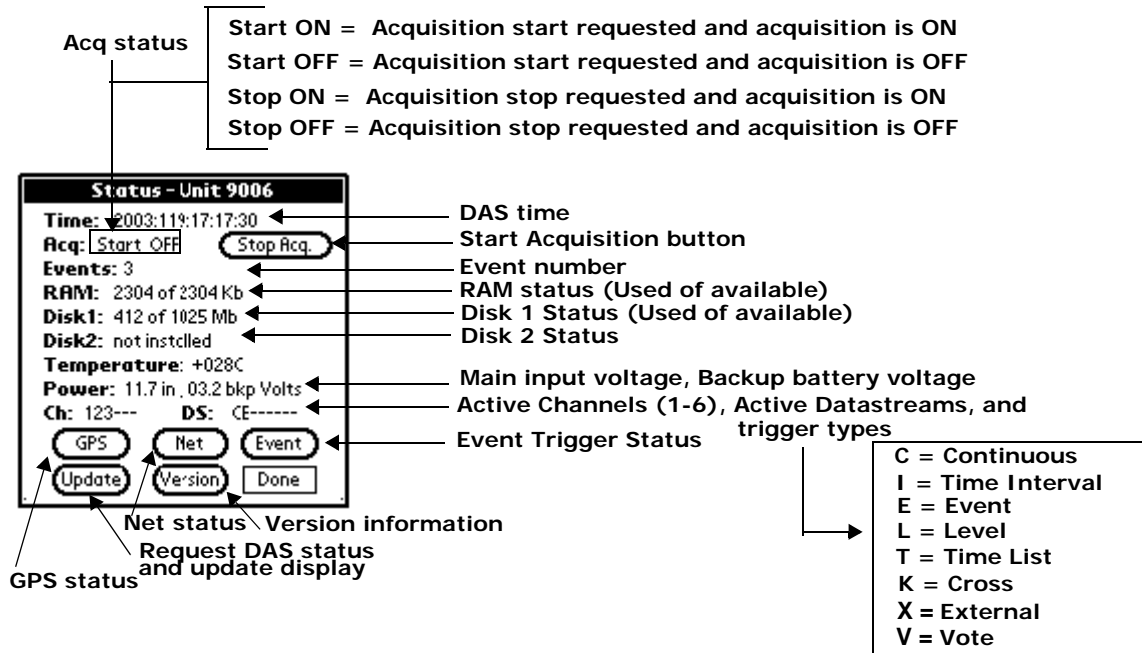 Acq status
Start ON = Acquisition start requested and acquisition is ON
Start OFF = Acquisition start requested and acquisition is OFF
Stop ON = Acquisition stop requested and acquisition is ON
Stop OFF = Acquisition stop requested and acquisition is OFF
Status - Unit 9006
Time: 2003:119:17:17:30
DAS time
Acq: Start OFF Stop Acq.
Start Acquisition button
Events: 3
Event number
RAM: 2304 of 2304 Kb
RAM status (Used of available)
Disk1: 412 of 1025 Mb
Disk 1 Status (Used of available)
Disk2: not installed
Disk 2 Status
Temperature: +028C
Power: 11.7 in , 03.2 bkp Volts
Main input voltage, Backup battery voltage
Ch: 123--- DS: CE------
Active Channels (1-6), Active Datastreams, and
trigger types
GPS Net Event
Event Trigger Status
Update Version Done
Net status
Version information
Request DAS status
and update display
GPS status
C = Continuous
I = Time Interval
E = Event
L = Level
T = Time List
K = Cross
X = External
V = Vote